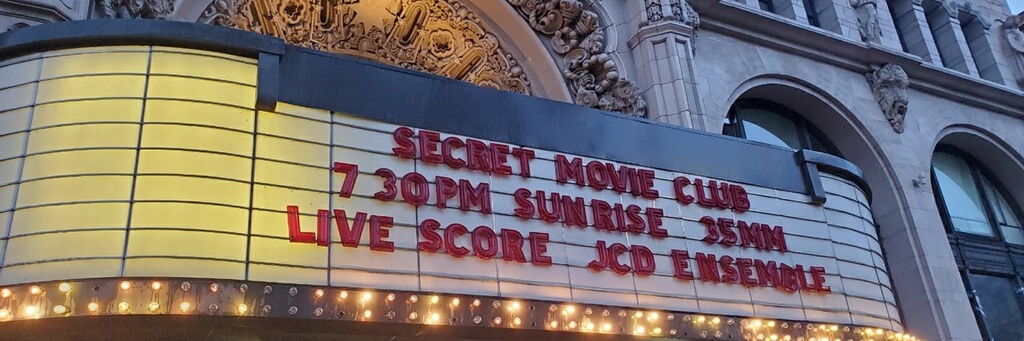 SECRET MOVIE CLUB
7 30PM SUNRISE 35MM
LIVE SCORE JCD ENSEMBLE